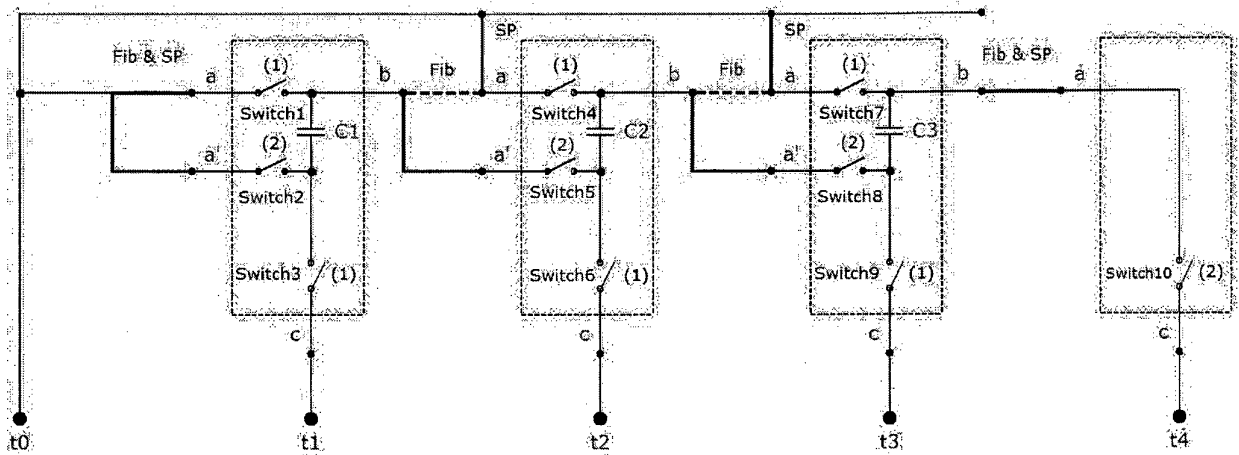 SP
SP
Fib & SP
a
(1)
b
Fib
a
(1)
b
Fib
a
(1)
b
Fib & SP
a
Switch1
C1
Switch4
C2
Switch7
C3
a'
(2)
a'
(2)
a'
(2)
Switch2
Switch5
Switch8
Switch3
(1)
Switch6
(1)
Switch9
(1)
Switch10
(2)
c
c
c
c
t0
t1
t2
t3
t4